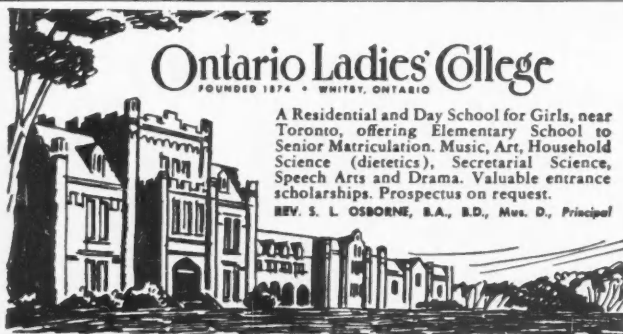 Ontario Ladies' College
FOUNDED 1874 • WHITBY, ONTARIO
A Residential and Day School for Girls, near
Toronto, offering Elementary School to
Senior Matriculation. Music, Art, Household
Science (dietetics), Secretarial Science,
Speech Arts and Drama. Valuable entrance
scholarships. Prospectus on request.
REV. S. L. OSBORNE, B.A., B.D., Mus. D., Principal